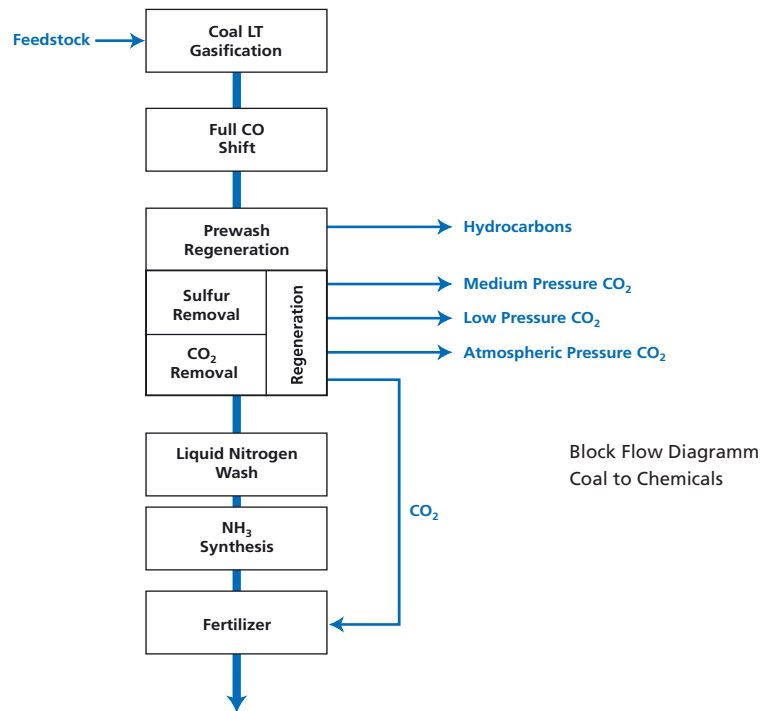 Feedstock
Coal LT
Gasification
Full CO
Shift
Prewash
Regeneration
Hydrocarbons
Sulfur
Removal
CO₂
Removal
Regeneration
Medium Pressure CO₂
Low Pressure CO₂
Atmospheric Pressure CO₂
Liquid Nitrogen
Wash
Block Flow Diagramm
Coal to Chemicals
CO₂
NH₃
Synthesis
Fertilizer